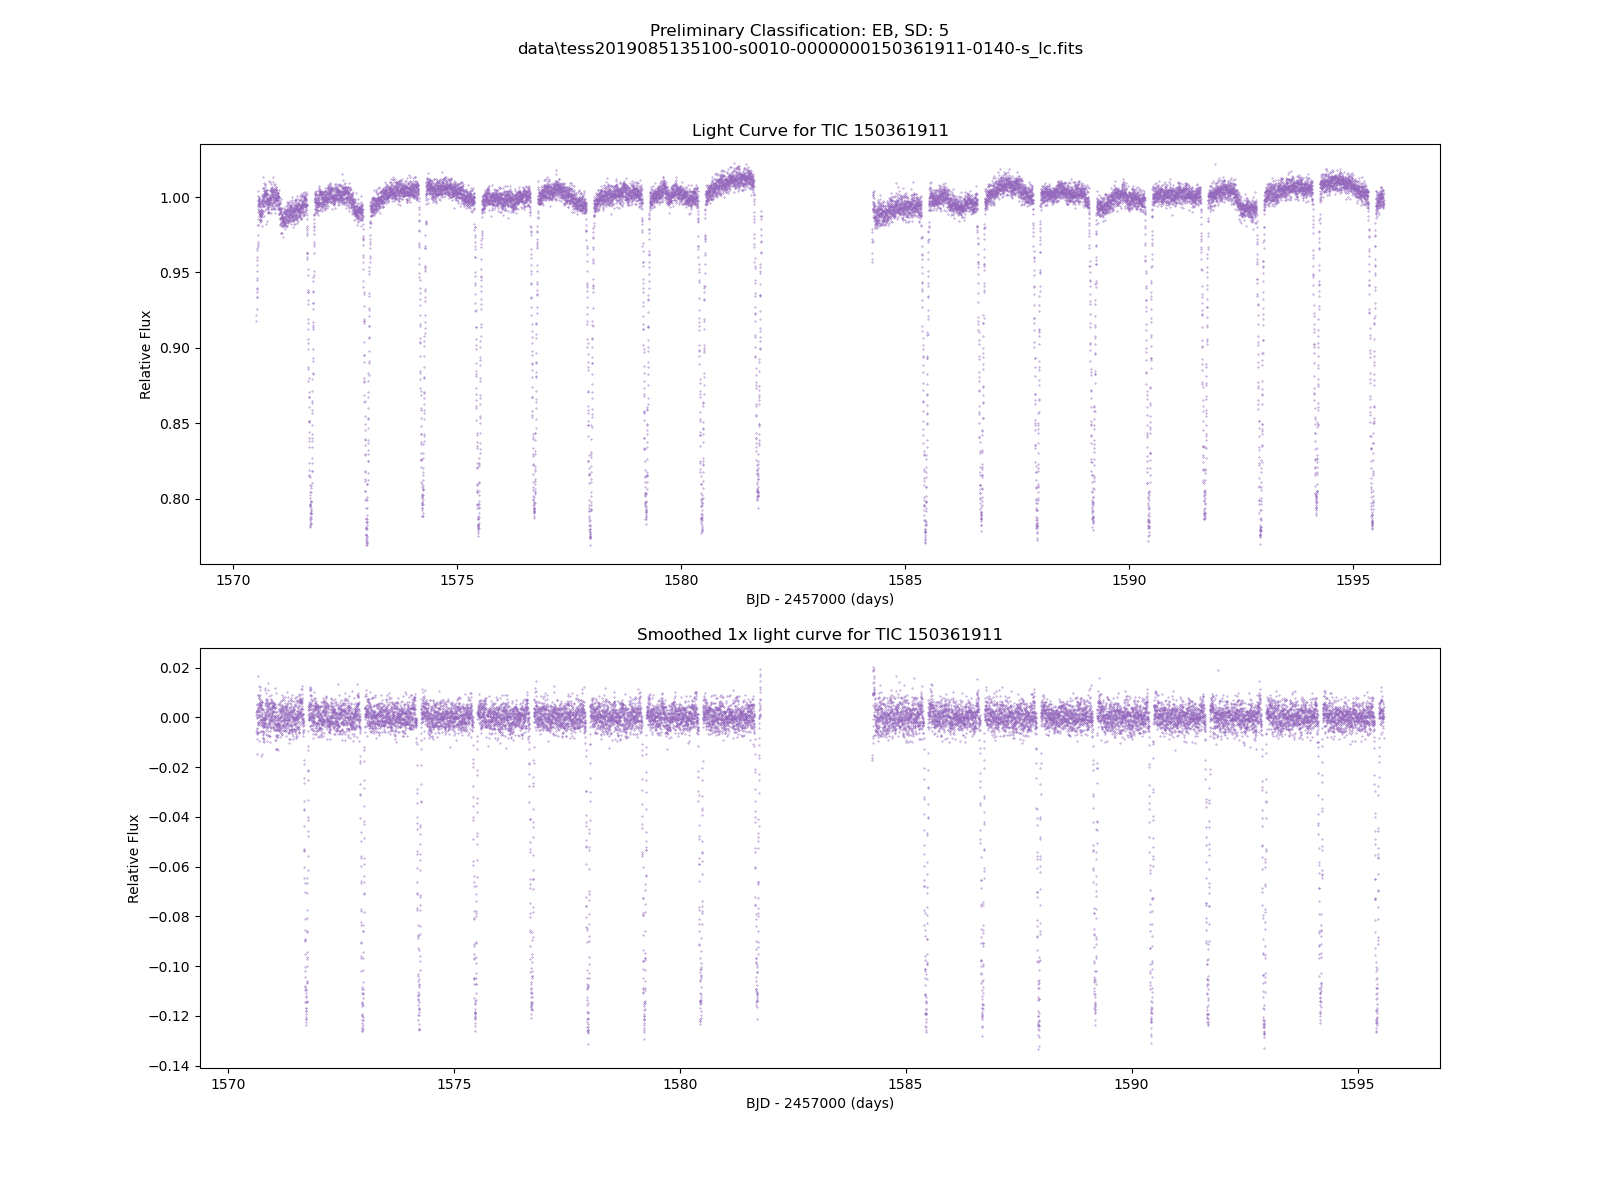 Preliminary Classification: EB, SD: 5
data\tess2019085135100-s0010-0000000150361911-0140-s_lc.fits
Light Curve for TIC 150361911
Relative Flux
1.00
0.95
0.90
0.85
0.80
1570 1575 1580 1585 1590 1595
BJD - 2457000 (days)
Smoothed 1x light curve for TIC 150361911
Relative Flux
0.02
0.00
−0.02
−0.04
−0.06
−0.08
−0.10
−0.12
−0.14
1570 1575 1580 1585 1590 1595
BJD - 2457000 (days)